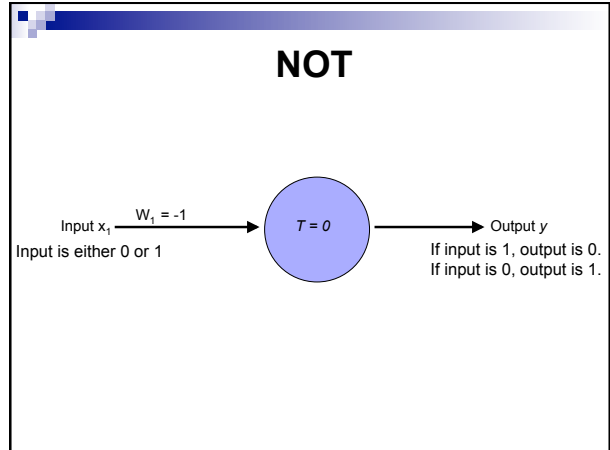 NOT
W₁ = -1
Input x₁
T = 0
Output y
Input is either 0 or 1
If input is 1, output is 0.
If input is 0, output is 1.